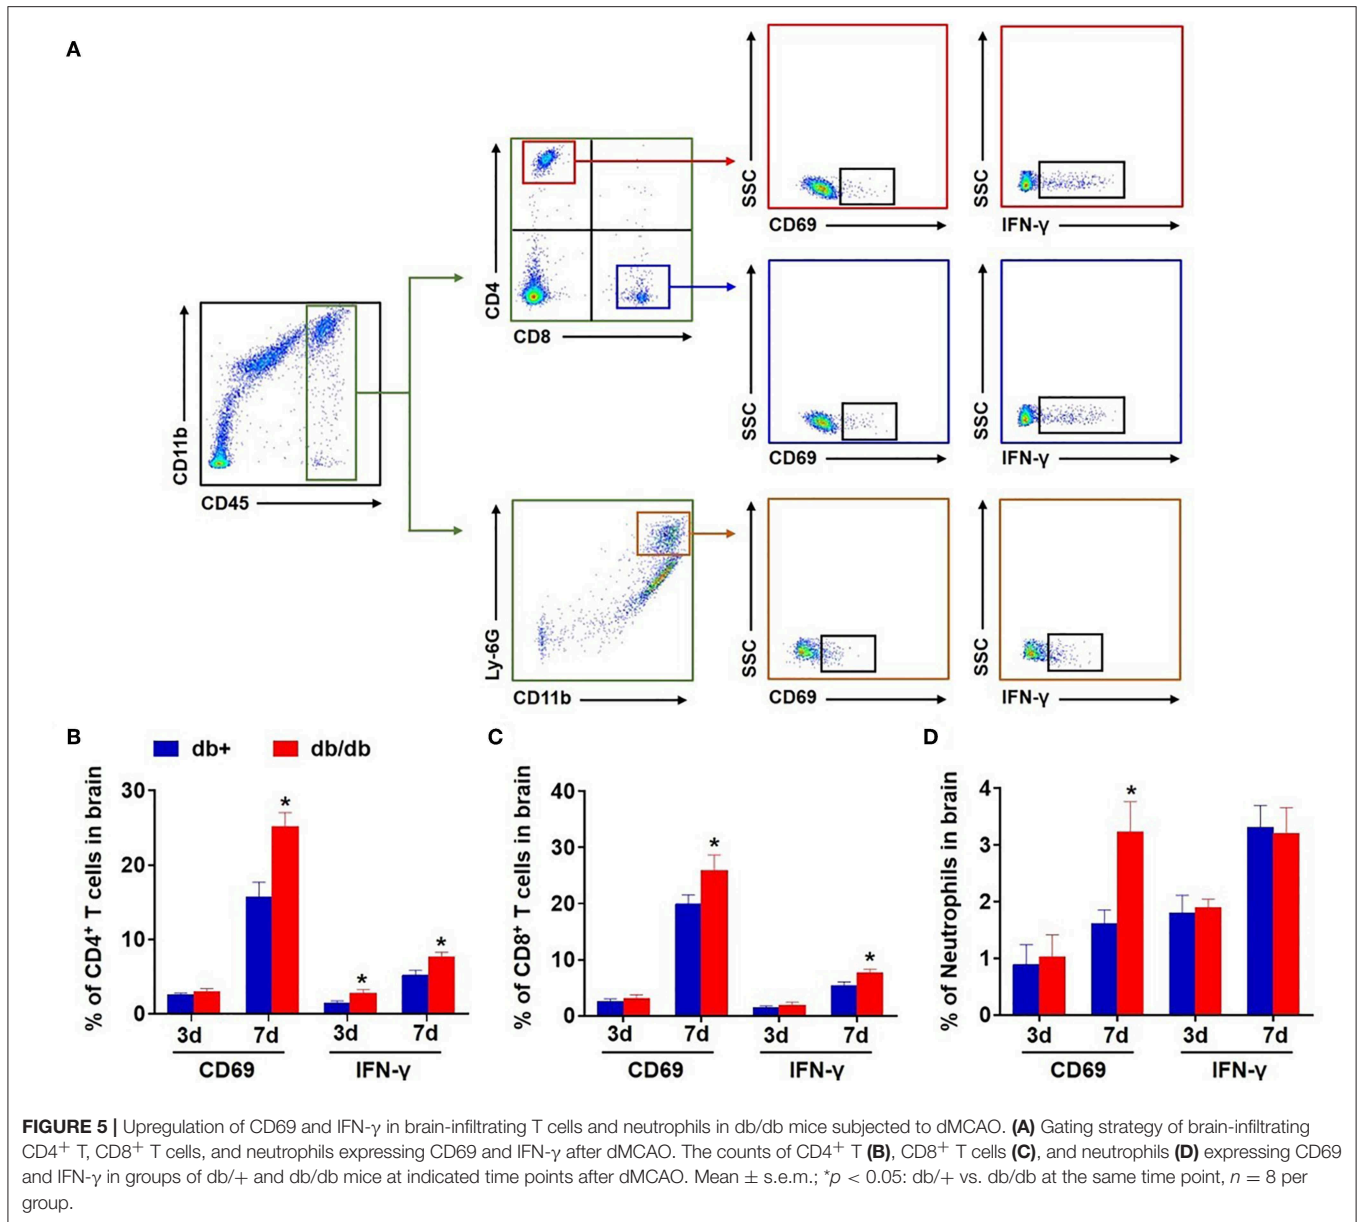 A
SSC
CD69
SSC
IFN-γ
CD4
CD8
CD11b
CD45
SSC
CD69
SSC
IFN-γ
Ly-6G
CD11b
SSC
CD69
SSC
IFN-γ
B
db+
db/db
% of CD4⁺ T cells in brain
30
20
10
0
*
*
*
3d 7d 3d 7d
CD69 IFN-γ
C
% of CD8⁺ T cells in brain
40
30
20
10
0
*
*
3d 7d 3d 7d
CD69 IFN-γ
D
% of Neutrophils in brain
4
3
2
1
0
*
3d 7d 3d 7d
CD69 IFN-γ
FIGURE 5 | Upregulation of CD69 and IFN-γ in brain-infiltrating T cells and neutrophils in db/db mice subjected to dMCAO. (A) Gating strategy of brain-infiltrating
CD4⁺ T, CD8⁺ T cells, and neutrophils expressing CD69 and IFN-γ after dMCAO. The counts of CD4⁺ T (B), CD8⁺ T cells (C), and neutrophils (D) expressing CD69
and IFN-γ in groups of db/+ and db/db mice at indicated time points after dMCAO. Mean ± s.e.m.; *p < 0.05: db/+ vs. db/db at the same time point, n = 8 per
group.